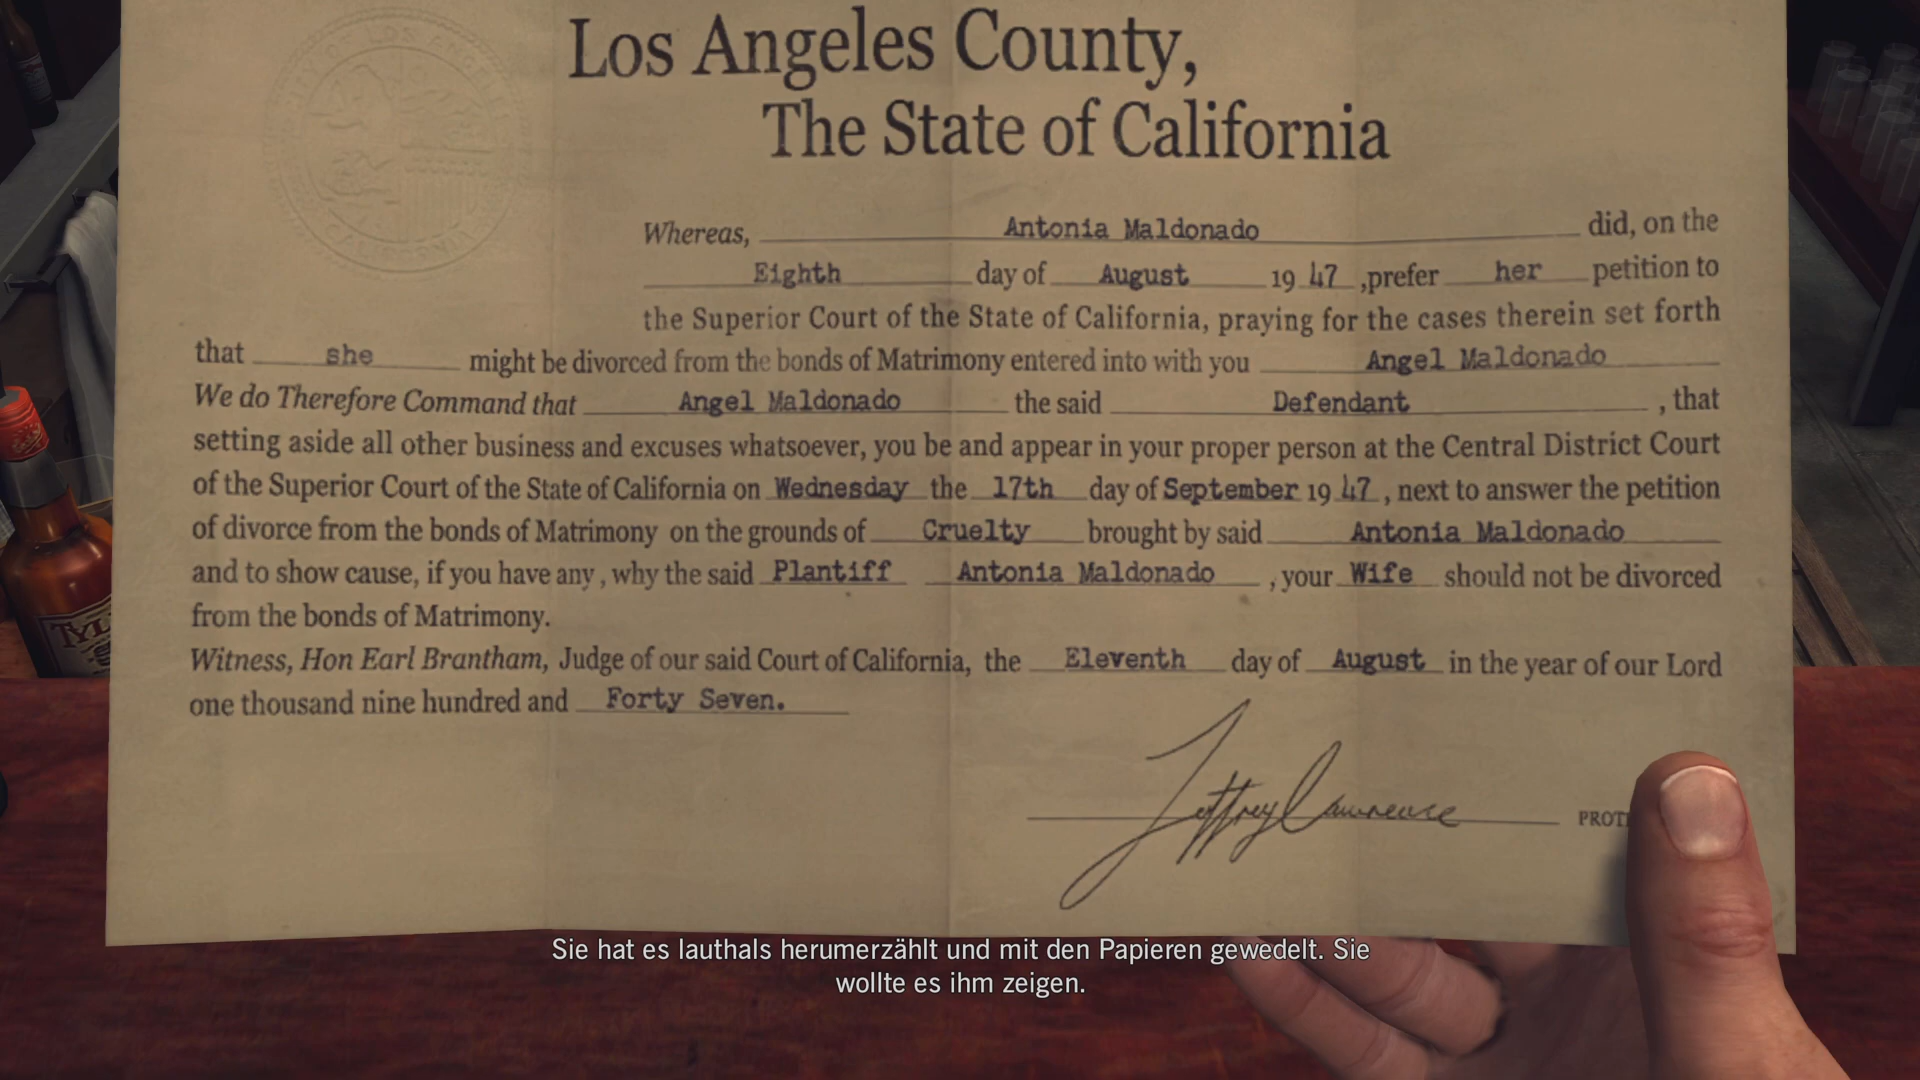 Los Angeles County,
The State of California
Whereas, Antonia Maldonado did, on the
Eighth day of August 19 47 ,prefer her petition to
the Superior Court of the State of California, praying for the cases therein set forth
that she might be divorced from the bonds of Matrimony entered into with you Angel Maldonado
We do Therefore Command that Angel Maldonado the said Defendant , that
setting aside all other business and excuses whatsoever, you be and appear in your proper person at the Central District Court
of the Superior Court of the State of California on Wednesday the 17th day of September 19 47 , next to answer the petition
of divorce from the bonds of Matrimony on the grounds of Cruelty brought by said Antonia Maldonado
and to show cause, if you have any , why the said Plantiff Antonia Maldonado , your Wife should not be divorced
from the bonds of Matrimony.
Witness, Hon Earl Brantham, Judge of our said Court of California, the Eleventh day of August in the year of our Lord
one thousand nine hundred and Forty Seven.
Jeffrey Lawrence
Sie hat es lauthals herumerzählt und mit den Papieren gewedelt. Sie
wollte es ihm zeigen.